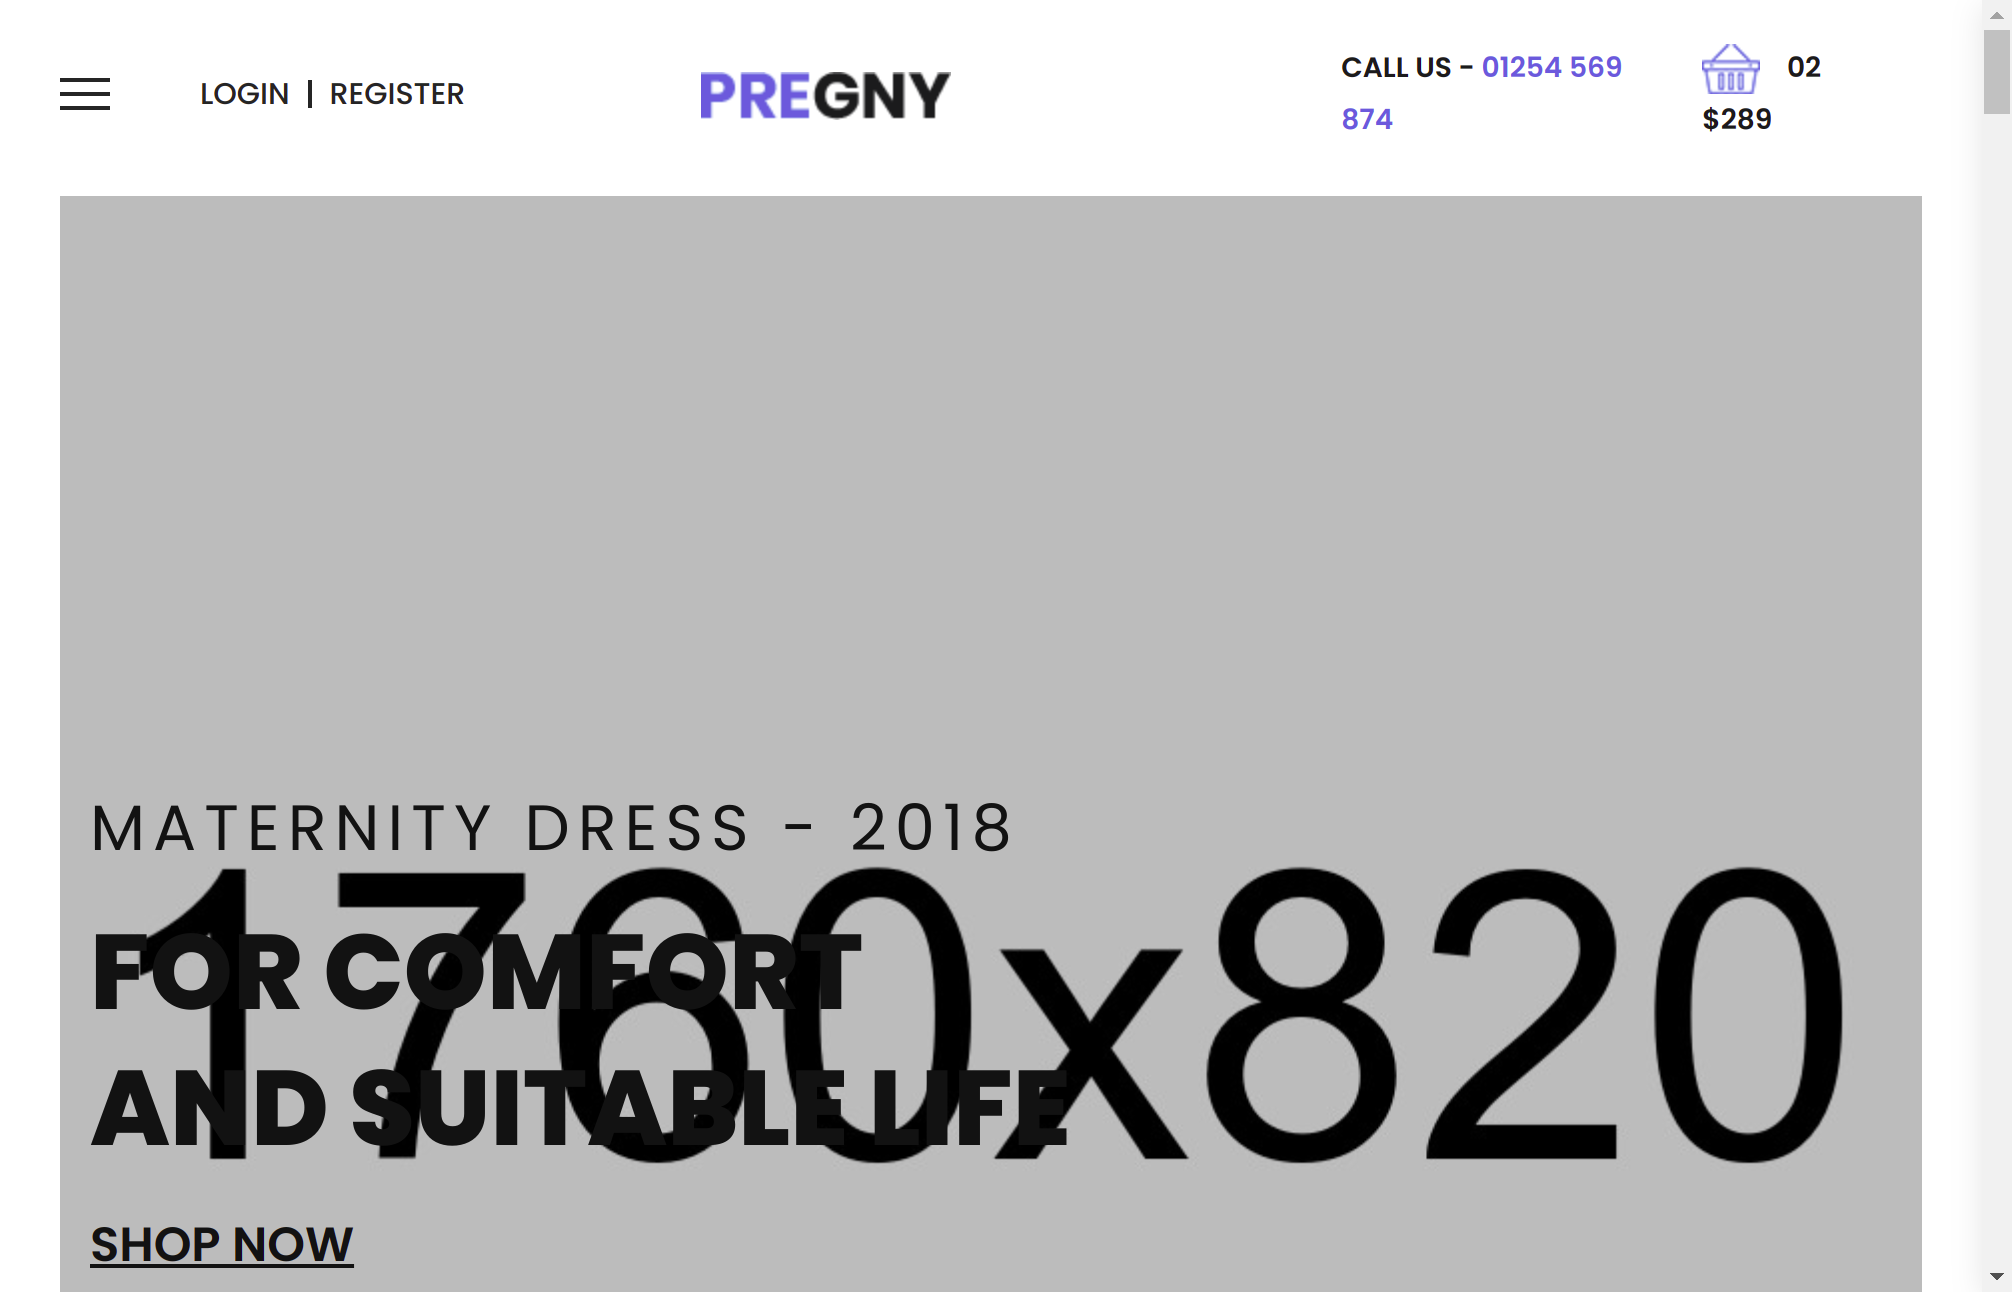 LOGIN | REGISTER
PREGNY
CALL US - 01254 569
874
02
$289
MATERNITY DRESS - 2018
1760x820
FOR COMFORT
AND SUITABLE LIFE
SHOP NOW